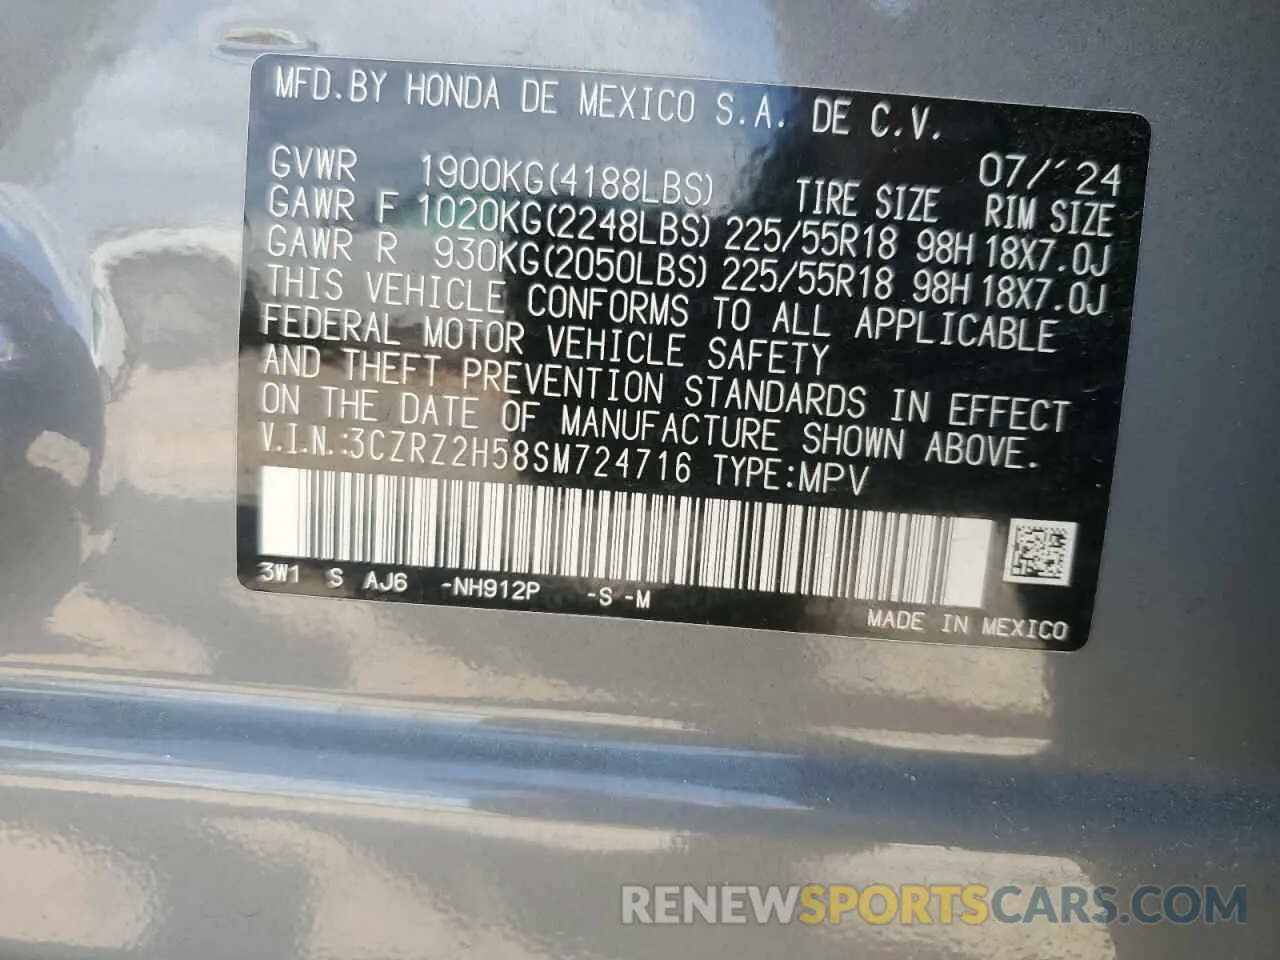 MFD.BY HONDA DE MEXICO S.A. DE C.V.
07/'24
GVWR 1900KG(4188LBS) TIRE SIZE RIM SIZE
GAWR F 1020KG(2248LBS) 225/55R18 98H 18X7.0J
GAWR R 930KG(2050LBS) 225/55R18 98H 18X7.0J
THIS VEHICLE CONFORMS TO ALL APPLICABLE
FEDERAL MOTOR VEHICLE SAFETY
AND THEFT PREVENTION STANDARDS IN EFFECT
ON THE DATE OF MANUFACTURE SHOWN ABOVE.
V.I.N.:3CZRZ2H58SM724716 TYPE:MPV
3W1 S AJ6 -NH912P -S -M
MADE IN MEXICO
RENEWSPORTSCARS.COM